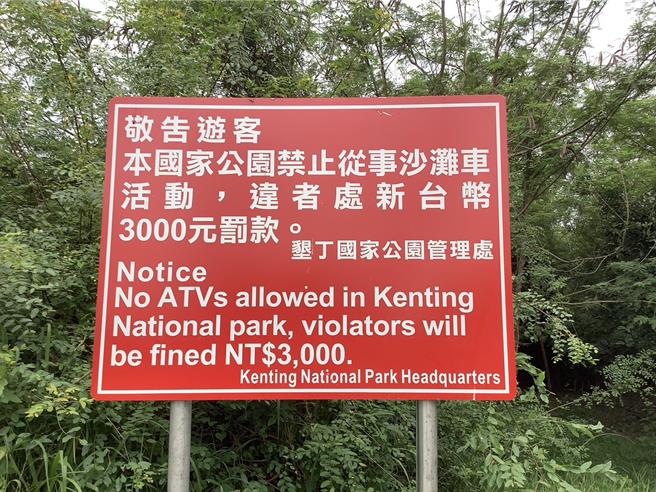 敬告遊客
本國家公園禁止從事沙灘車
活動，違者處新台幣
3000元罰款。
墾丁國家公園管理處
Notice
No ATVs allowed in Kenting
National park, violators will
be fined NT$3,000.
Kenting National Park Headquarters